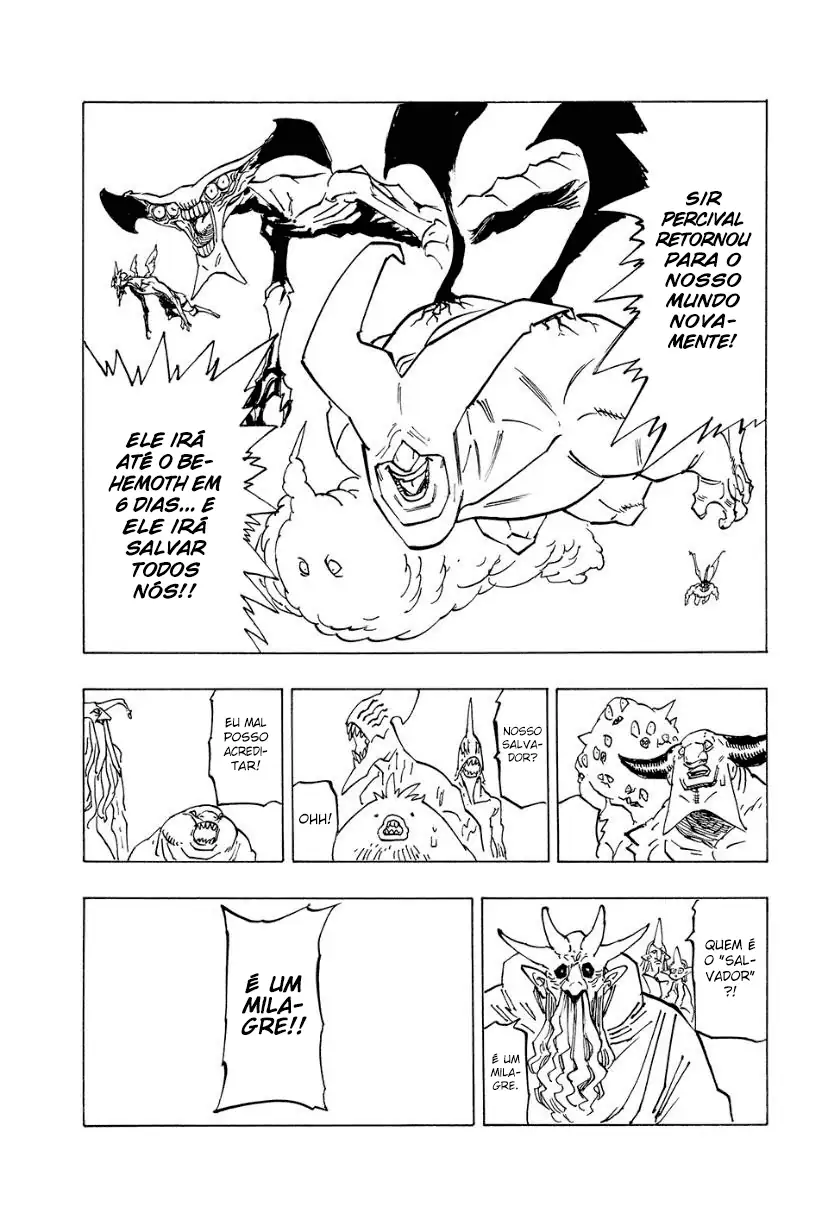 SIR
PERCIVAL
RETORNOU
PARA O
NOSSO
MUNDO
NOVA-
MENTE!
ELE IRÁ
ATÉ O BE-
HEMOTH EM
6 DIAS... E
ELE IRÁ
SALVAR
TODOS
NÓS!!
NOSSO
SALVA-
DOR?
OHH!
EU MAL
POSSO
ACREDI-
TAR!
QUEM É
O "SAL-
VADOR"
?!
É UM
MILA-
GRE.
É UM
MILA-
GRE!!